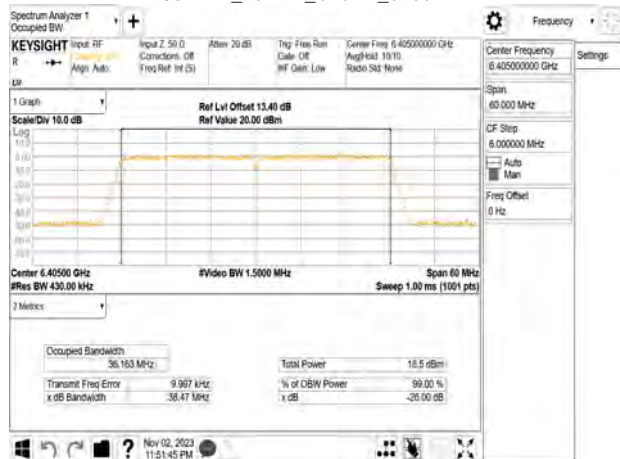 Spectrum Analyzer 1
Occupied BW
+
Frequency
KEYSIGHT
R
Input: RF
Align: Auto
Input Z: 50 Ω
Corrections: Off
Freq Ref: Int (S)
Atten: 20 dB
Trig: Free Run
Gate: Off
#IF Gain: Low
Center Freq: 6.405000000 GHz
Avg|Hold: 10/10
Radio Std: None
Center Frequency
6.405000000 GHz
Settings
Span
60.000 MHz
CF Step
6.000000 MHz
Auto
Man
Freq Offset
0 Hz
1 Graph
Scale/Div 10.0 dB
Ref Lvl Offset 13.40 dB
Ref Value 20.00 dBm
Log
10.0
0.00
Center 6.40500 GHz
#Res BW 430.00 kHz
#Video BW 1.5000 MHz
Span 60 MHz
Sweep 1.00 ms (1001 pts)
2 Metrics
Occupied Bandwidth
36.163 MHz
Total Power
18.5 dBm
Transmit Freq Error
9.997 kHz
% of OBW Power
99.00 %
x dB Bandwidth
38.47 MHz
x dB
-26.00 dB
?
Nov 02, 2023
11:51:45 PM